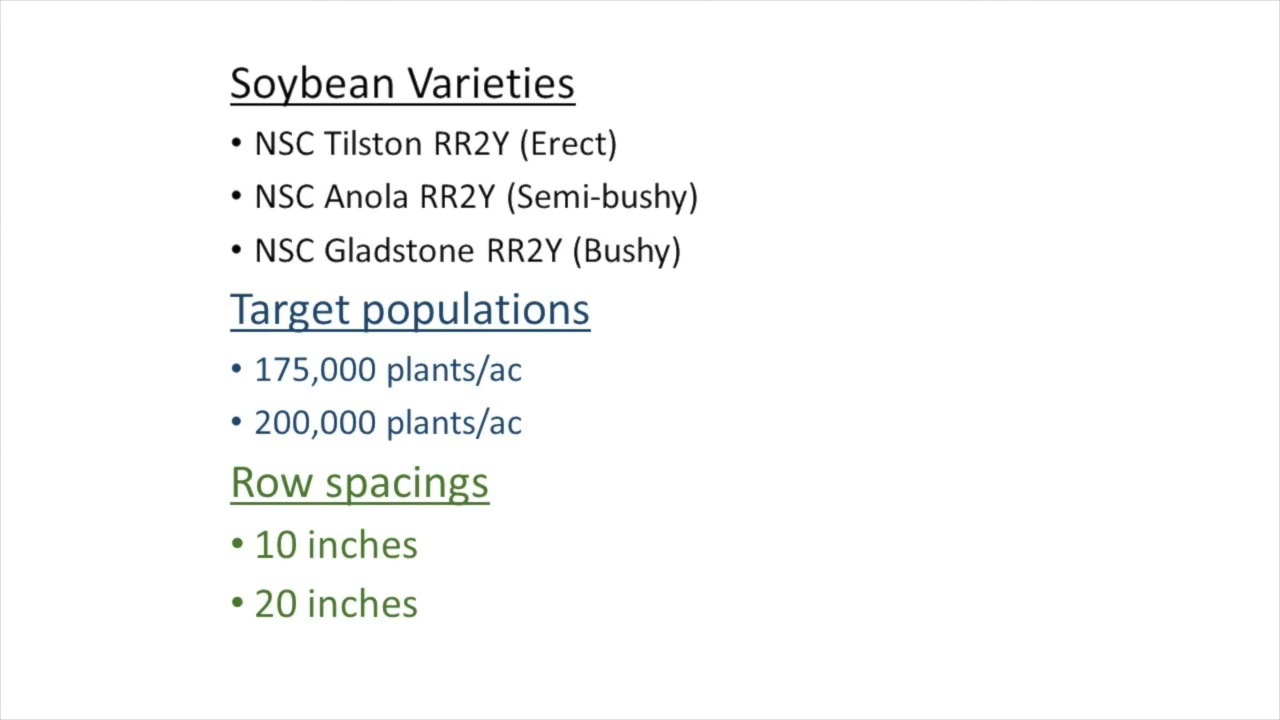 Soybean Varieties
• NSC Tilston RR2Y (Erect)
• NSC Anola RR2Y (Semi-bushy)
• NSC Gladstone RR2Y (Bushy)
Target populations
• 175,000 plants/ac
• 200,000 plants/ac
Row spacings
• 10 inches
• 20 inches